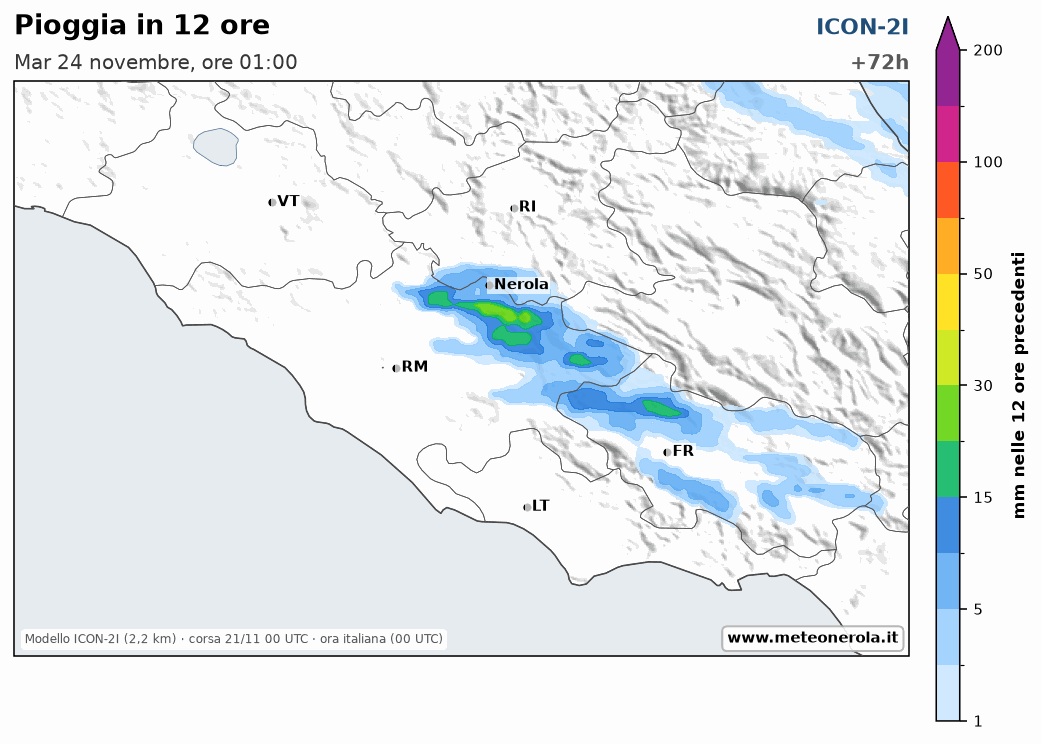 Pioggia in 12 ore
ICON-2I
Mar 24 novembre, ore 01:00
+72h
VT
RI
Nerola
RM
FR
LT
Modello ICON-2I (2,2 km) · corsa 21/11 00 UTC · ora italiana (00 UTC)
www.meteonerola.it
200
100
50
30
15
5
1
mm nelle 12 ore precedenti